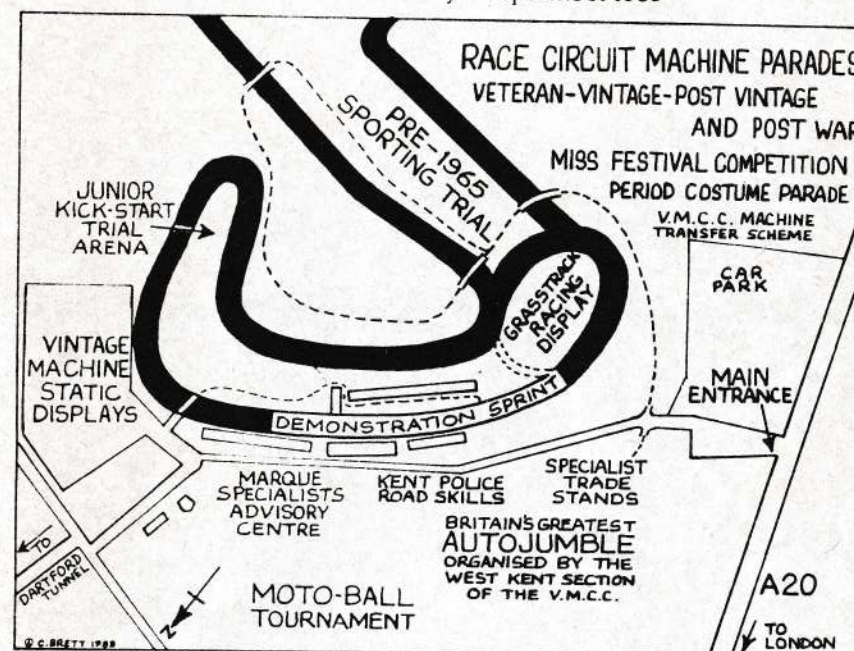 RACE CIRCUIT MACHINE PARADES
VETERAN-VINTAGE-POST VINTAGE
AND POST WAR
MISS FESTIVAL COMPETITION
PERIOD COSTUME PARADE
V.M.C.C. MACHINE
TRANSFER SCHEME
PRE-1965
SPORTING TRIAL
JUNIOR
KICK-START
TRIAL
ARENA
GRASSTRACK
RACING
DISPLAY
CAR
PARK
VINTAGE
MACHINE
STATIC
DISPLAYS
MAIN
ENTRANCE
DEMONSTRATION SPRINT
MARQUE
SPECIALISTS
ADVISORY
CENTRE
KENT POLICE
ROAD SKILLS
SPECIALIST
TRADE
STANDS
BRITAIN'S GREATEST
AUTOJUMBLE
ORGANISED BY THE
WEST KENT SECTION
OF THE V.M.C.C.
TO
DARTFORD
TUNNEL
N
MOTO-BALL
TOURNAMENT
A20
TO
LONDON
© C. BRETT 1988